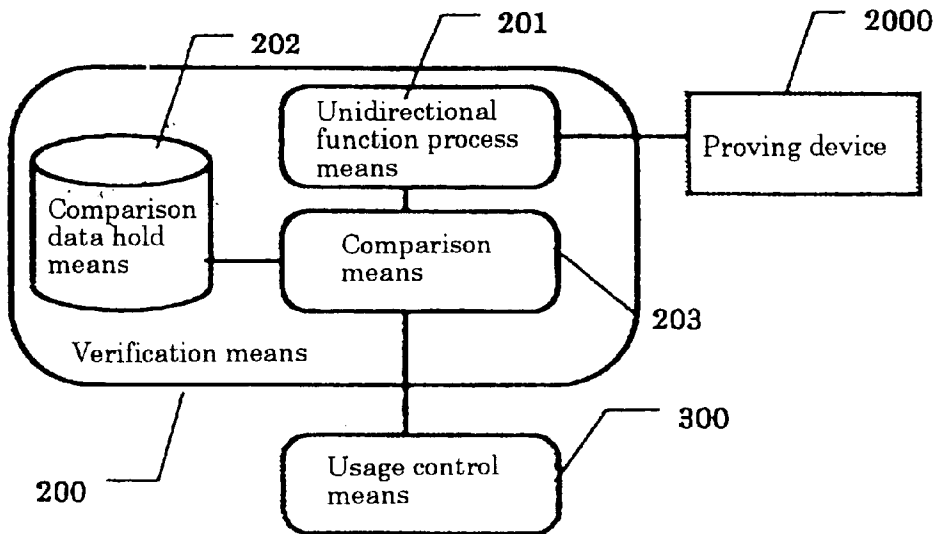 202
201
2000
Unidirectional
function process
means
Proving device
Comparison
data hold
means
Comparison
means
203
Verification means
200
300
Usage control
means